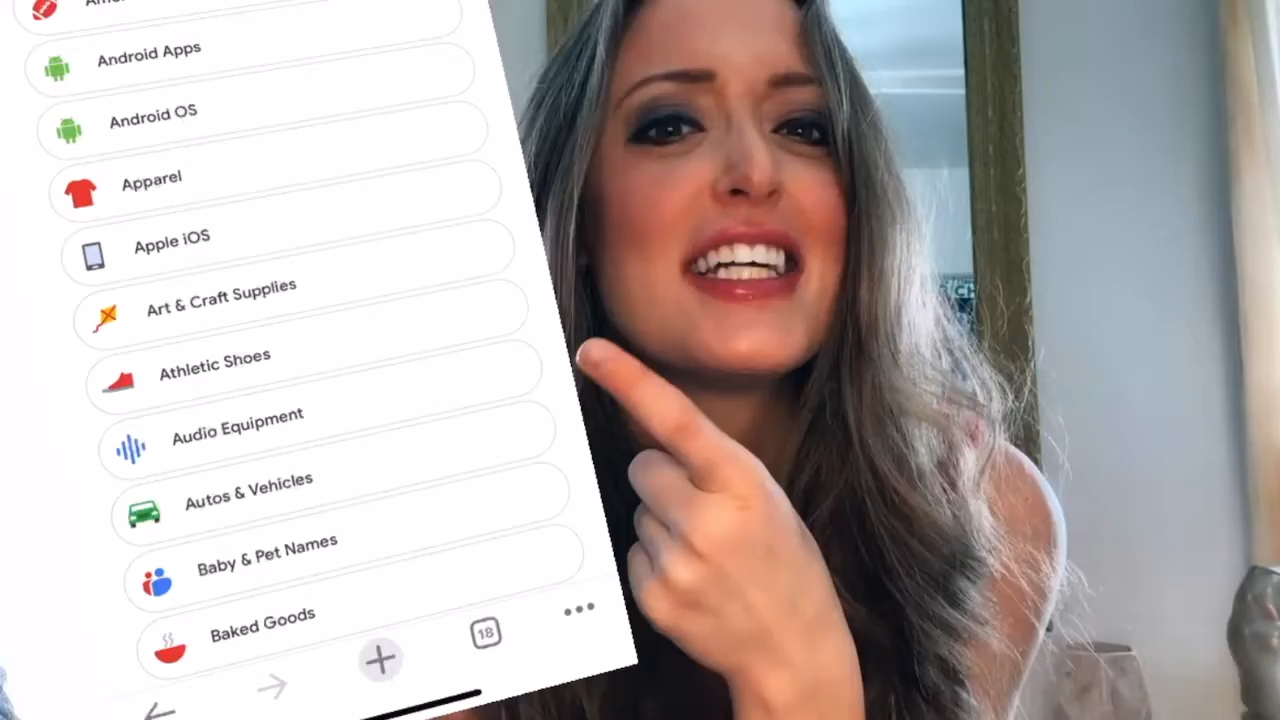 Android Apps
Android OS
Apparel
Apple iOS
Art & Craft Supplies
Athletic Shoes
Audio Equipment
Autos & Vehicles
Baby & Pet Names
Baked Goods
18